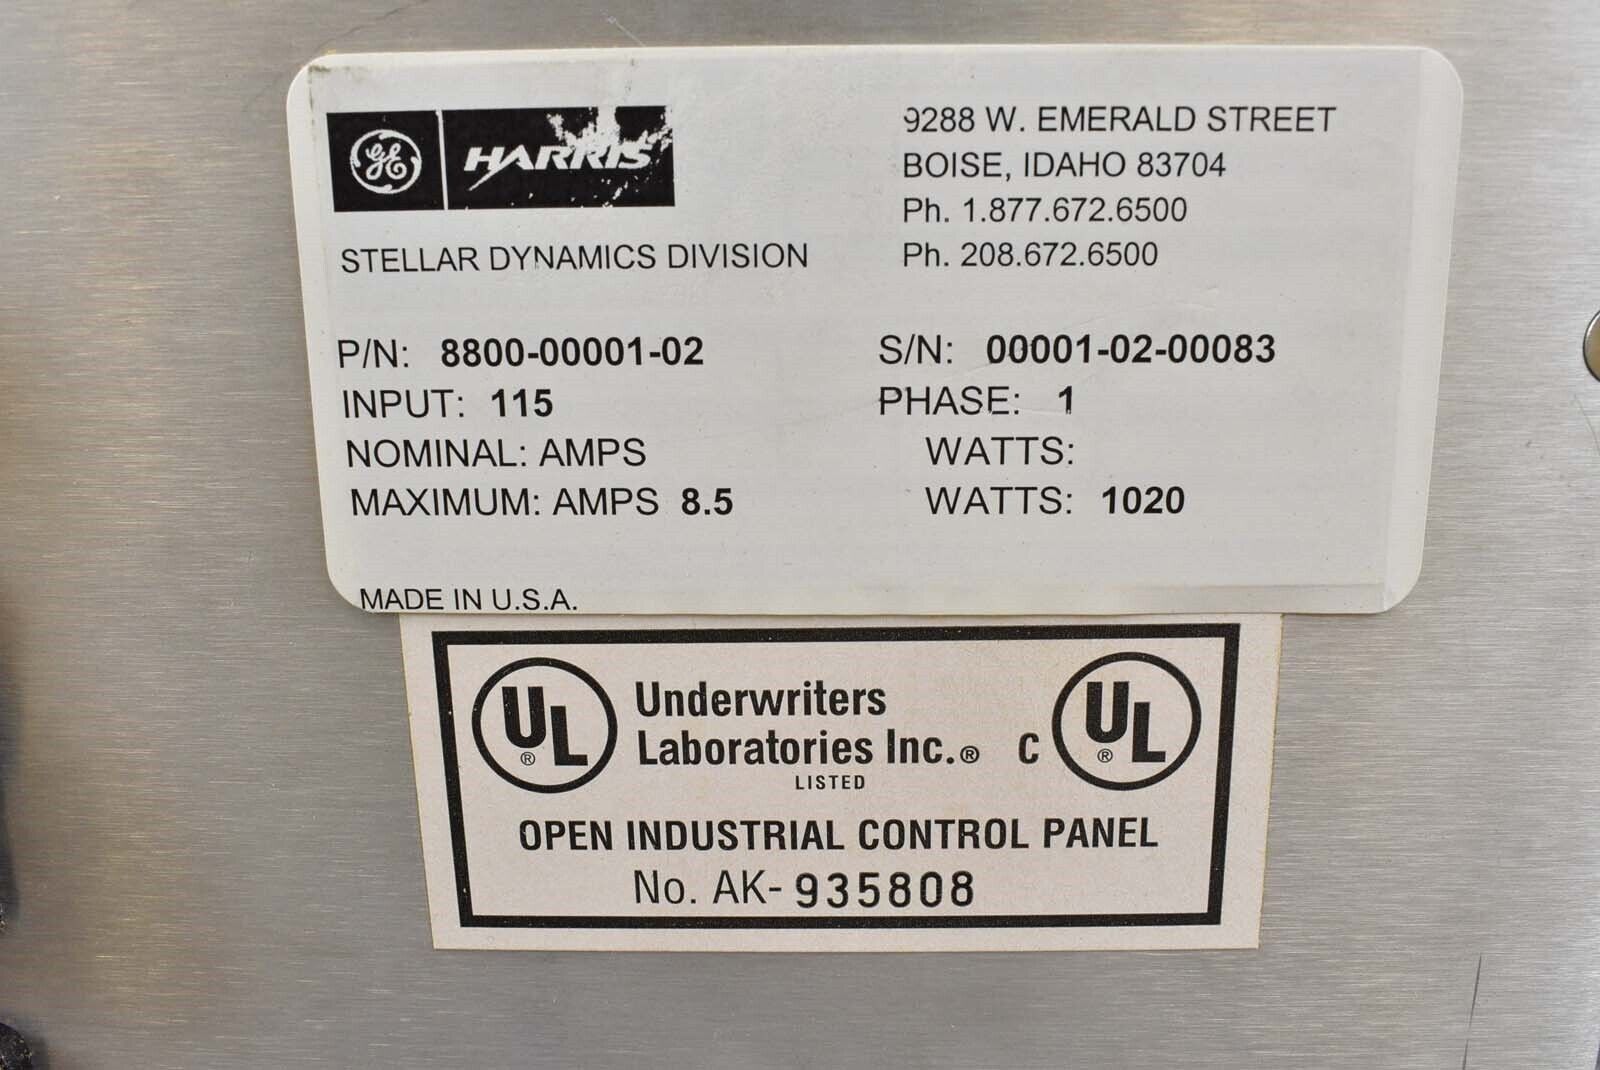 GE HARRIS
STELLAR DYNAMICS DIVISION
9288 W. EMERALD STREET
BOISE, IDAHO 83704
Ph. 1.877.672.6500
Ph. 208.672.6500
P/N: 8800-00001-02 S/N: 00001-02-00083
INPUT: 115 PHASE: 1
NOMINAL: AMPS WATTS:
MAXIMUM: AMPS 8.5 WATTS: 1020
MADE IN U.S.A.
UL ® Underwriters
Laboratories Inc.® C UL ®
LISTED
OPEN INDUSTRIAL CONTROL PANEL
No. AK- 935808